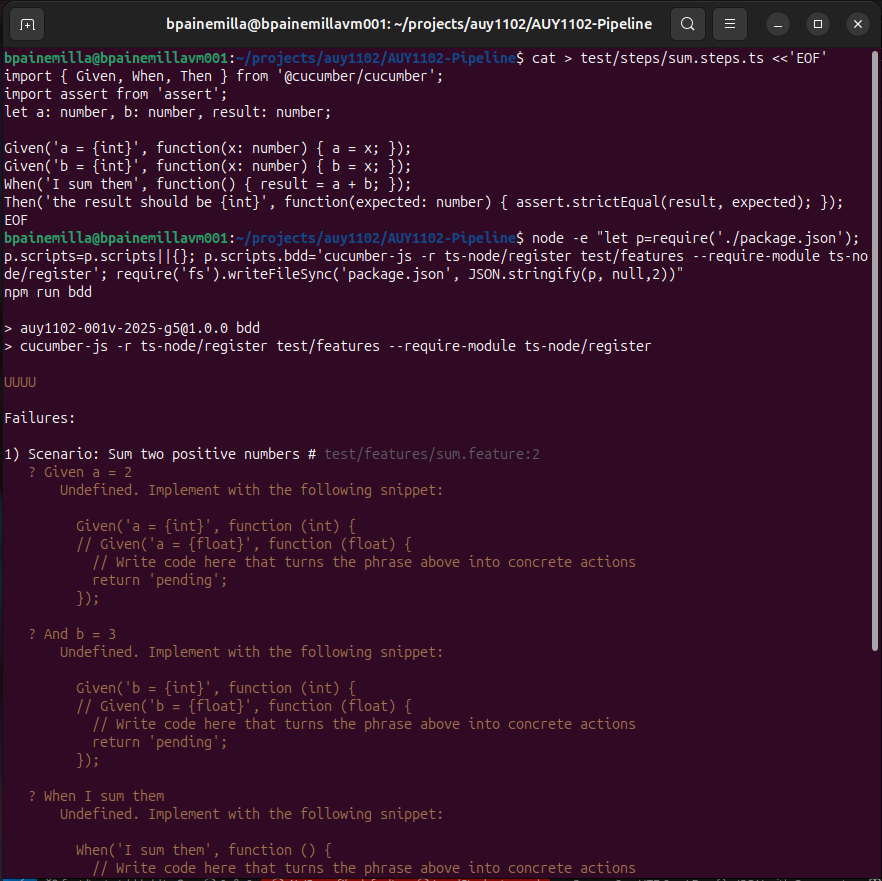 bpainemilla@bpainemillavm001: ~/projects/auy1102/AUY1102-Pipeline
bpainemilla@bpainemillavm001:~/projects/auy1102/AUY1102-Pipeline$ cat > test/steps/sum.steps.ts <<'EOF'
import { Given, When, Then } from '@cucumber/cucumber';
import assert from 'assert';
let a: number, b: number, result: number;

Given('a = {int}', function(x: number) { a = x; });
Given('b = {int}', function(x: number) { b = x; });
When('I sum them', function() { result = a + b; });
Then('the result should be {int}', function(expected: number) { assert.strictEqual(result, expected); });
EOF
bpainemilla@bpainemillavm001:~/projects/auy1102/AUY1102-Pipeline$ node -e "let p=require('./package.json');
p.scripts=p.scripts||{}; p.scripts.bdd='cucumber-js -r ts-node/register test/features --require-module ts-no
de/register'; require('fs').writeFileSync('package.json', JSON.stringify(p, null,2))"
npm run bdd

> auy1102-001v-2025-g5@1.0.0 bdd
> cucumber-js -r ts-node/register test/features --require-module ts-node/register

UUUU

Failures:

1) Scenario: Sum two positive numbers # test/features/sum.feature:2
   ? Given a = 2
       Undefined. Implement with the following snippet:

         Given('a = {int}', function (int) {
         // Given('a = {float}', function (float) {
           // Write code here that turns the phrase above into concrete actions
           return 'pending';
         });

   ? And b = 3
       Undefined. Implement with the following snippet:

         Given('b = {int}', function (int) {
         // Given('b = {float}', function (float) {
           // Write code here that turns the phrase above into concrete actions
           return 'pending';
         });

   ? When I sum them
       Undefined. Implement with the following snippet:

         When('I sum them', function () {
           // Write code here that turns the phrase above into concrete actions